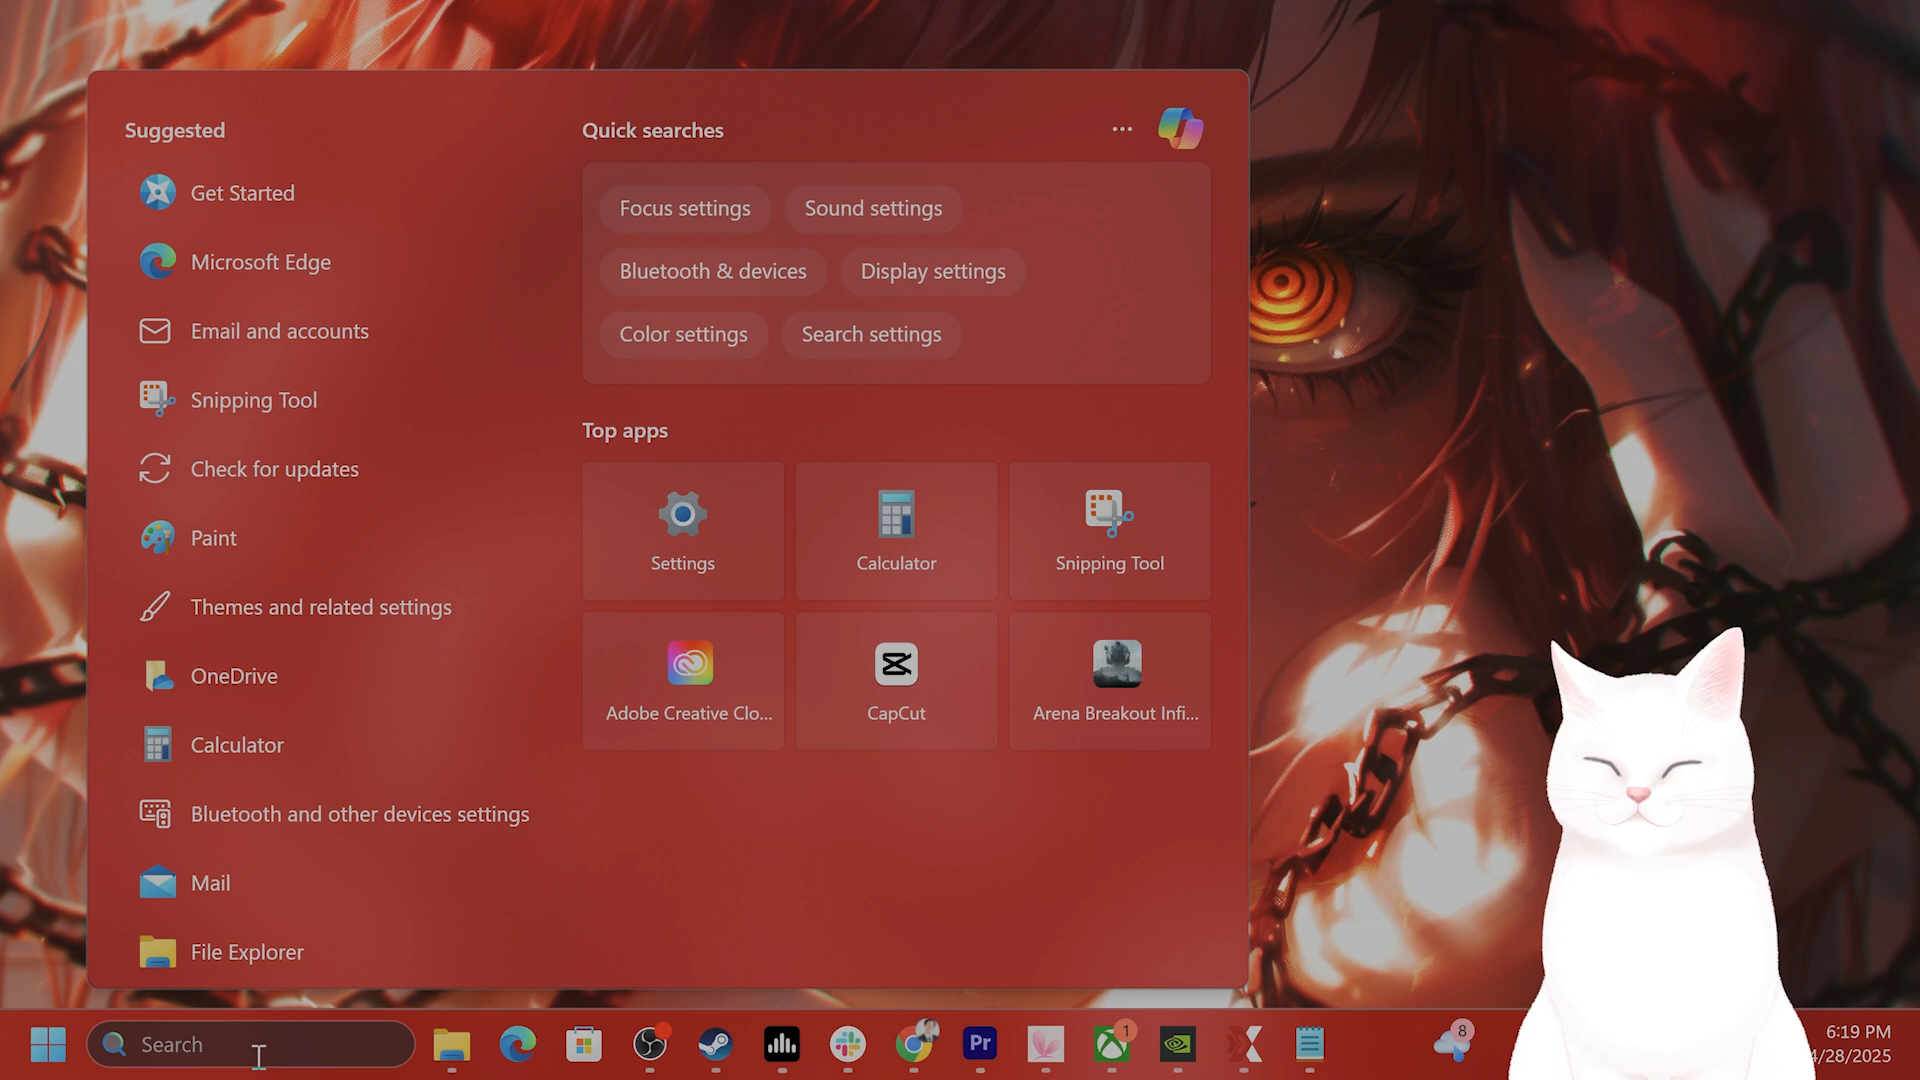 Suggested
Get Started
Microsoft Edge
Email and accounts
Snipping Tool
Check for updates
Paint
Themes and related settings
OneDrive
Calculator
Bluetooth and other devices settings
Mail
File Explorer
Quick searches
Focus settings
Sound settings
Bluetooth & devices
Display settings
Color settings
Search settings
Top apps
Settings
Calculator
Snipping Tool
Adobe Creative Clo...
CapCut
Arena Breakout Infi...
Search
Pr
1
8
6:19 PM
4/28/2025